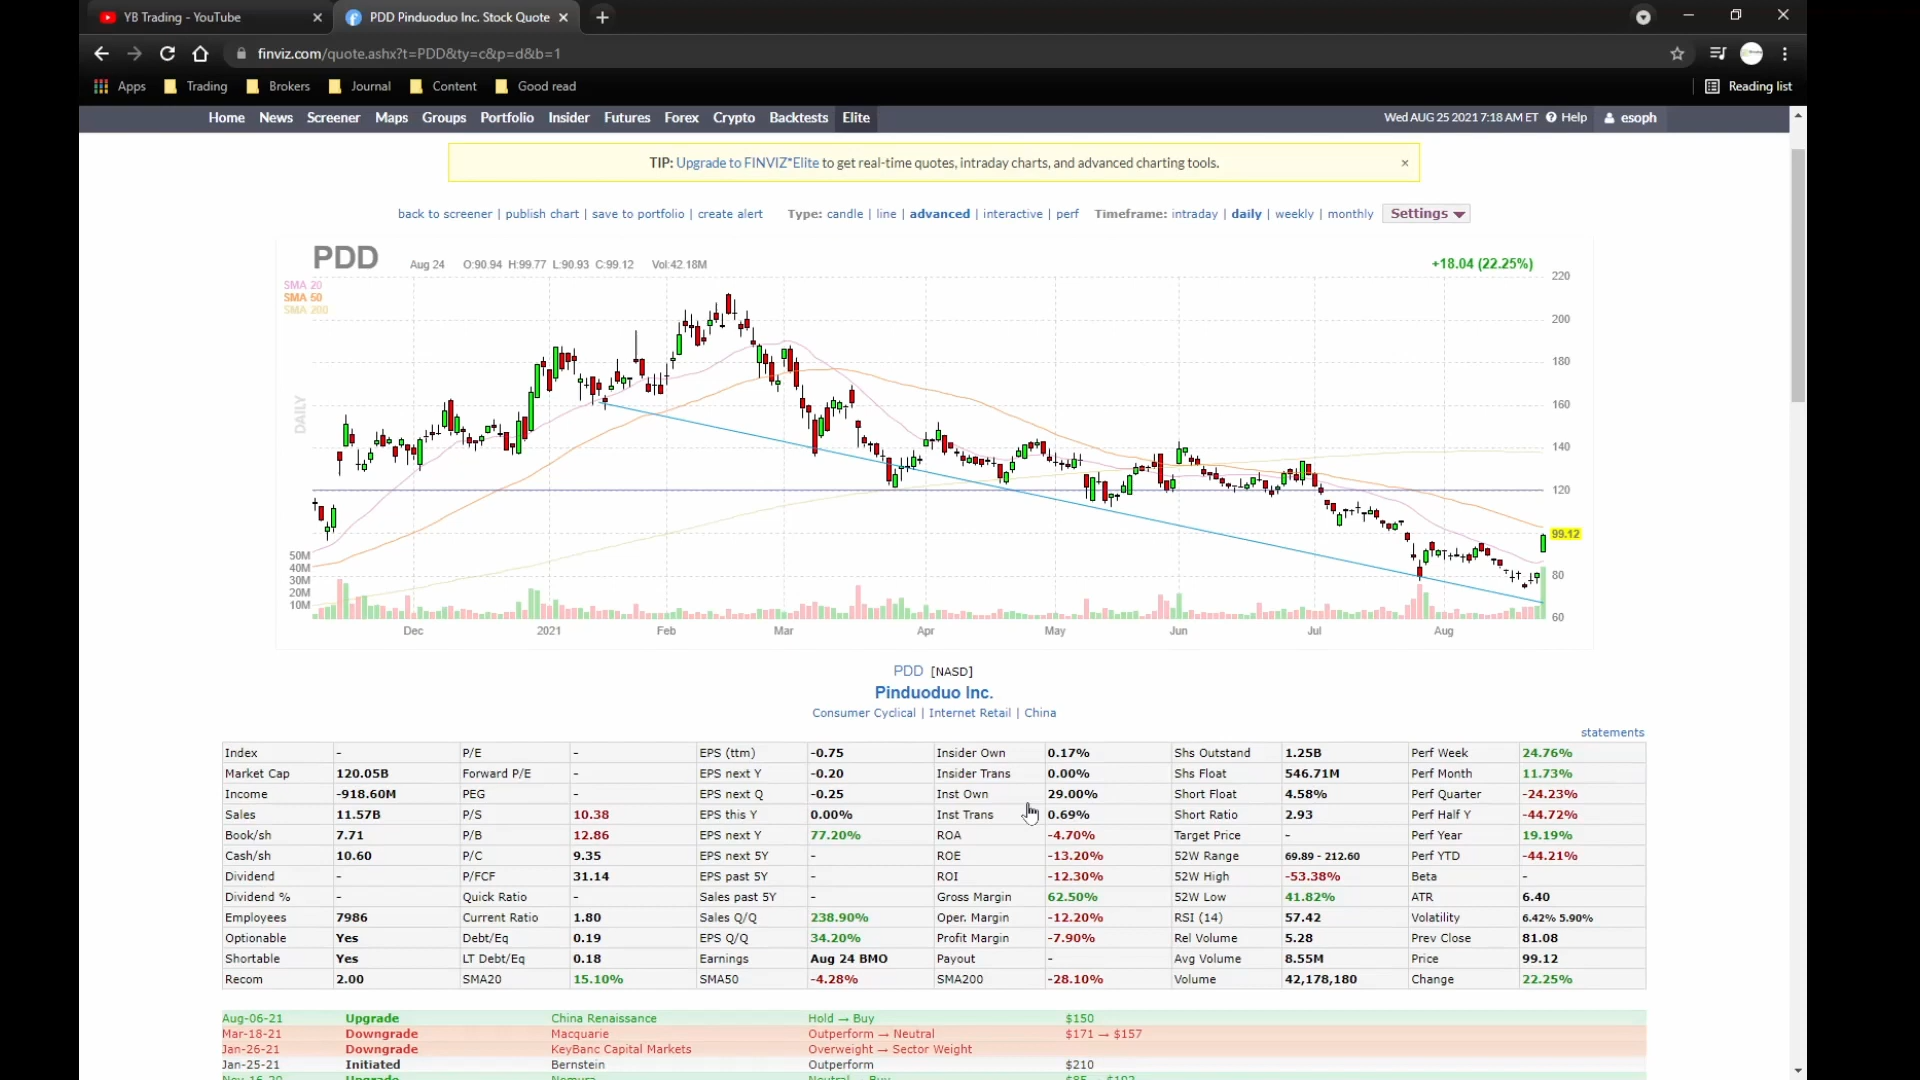 YB Trading - YouTube
PDD Pinduoduo Inc. Stock Quote
finviz.com/quote.ashx?t=PDD&ty=c&p=d&b=1
Apps Trading Brokers Journal Content Good read Reading list
Home News Screener Maps Groups Portfolio Insider Futures Forex Crypto Backtests Elite Wed AUG 25 2021 7:18 AM ET Help esoph
TIP: Upgrade to FINVIZ*Elite to get real-time quotes, intraday charts, and advanced charting tools. ×
back to screener | publish chart | save to portfolio | create alert Type: candle | line | advanced | interactive | perf Timeframe: intraday | daily | weekly | monthly Settings
PDD Aug 24 O:90.94 H:99.77 L:90.93 C:99.12 Vol:42.18M +18.04 (22.25%)
SMA 20
SMA 50
SMA 200
DAILY
220
200
180
160
140
120
99.12
80
60
50M
40M
30M
20M
10M
Dec 2021 Feb Mar Apr May Jun Jul Aug
PDD [NASD]
Pinduoduo Inc.
Consumer Cyclical | Internet Retail | China
statements
Index - P/E - EPS (ttm) -0.75 Insider Own 0.17% Shs Outstand 1.25B Perf Week 24.76%
Market Cap 120.05B Forward P/E - EPS next Y -0.20 Insider Trans 0.00% Shs Float 546.71M Perf Month 11.73%
Income -918.60M PEG - EPS next Q -0.25 Inst Own 29.00% Short Float 4.58% Perf Quarter -24.23%
Sales 11.57B P/S 10.38 EPS this Y 0.00% Inst Trans 0.69% Short Ratio 2.93 Perf Half Y -44.72%
Book/sh 7.71 P/B 12.86 EPS next Y 77.20% ROA -4.70% Target Price - Perf Year 19.19%
Cash/sh 10.60 P/C 9.35 EPS next 5Y - ROE -13.20% 52W Range 69.89 - 212.60 Perf YTD -44.21%
Dividend - P/FCF 31.14 EPS past 5Y - ROI -12.30% 52W High -53.38% Beta -
Dividend % - Quick Ratio - Sales past 5Y - Gross Margin 62.50% 52W Low 41.82% ATR 6.40
Employees 7986 Current Ratio 1.80 Sales Q/Q 238.90% Oper. Margin -12.20% RSI (14) 57.42 Volatility 6.42% 5.90%
Optionable Yes Debt/Eq 0.19 EPS Q/Q 34.20% Profit Margin -7.90% Rel Volume 5.28 Prev Close 81.08
Shortable Yes LT Debt/Eq 0.18 Earnings Aug 24 BMO Payout - Avg Volume 8.55M Price 99.12
Recom 2.00 SMA20 15.10% SMA50 -4.28% SMA200 -28.10% Volume 42,178,180 Change 22.25%
Aug-06-21 Upgrade China Renaissance Hold → Buy $150
Mar-18-21 Downgrade Macquarie Outperform → Neutral $171 → $157
Jan-26-21 Downgrade KeyBanc Capital Markets Overweight → Sector Weight
Jan-25-21 Initiated Bernstein Outperform $210